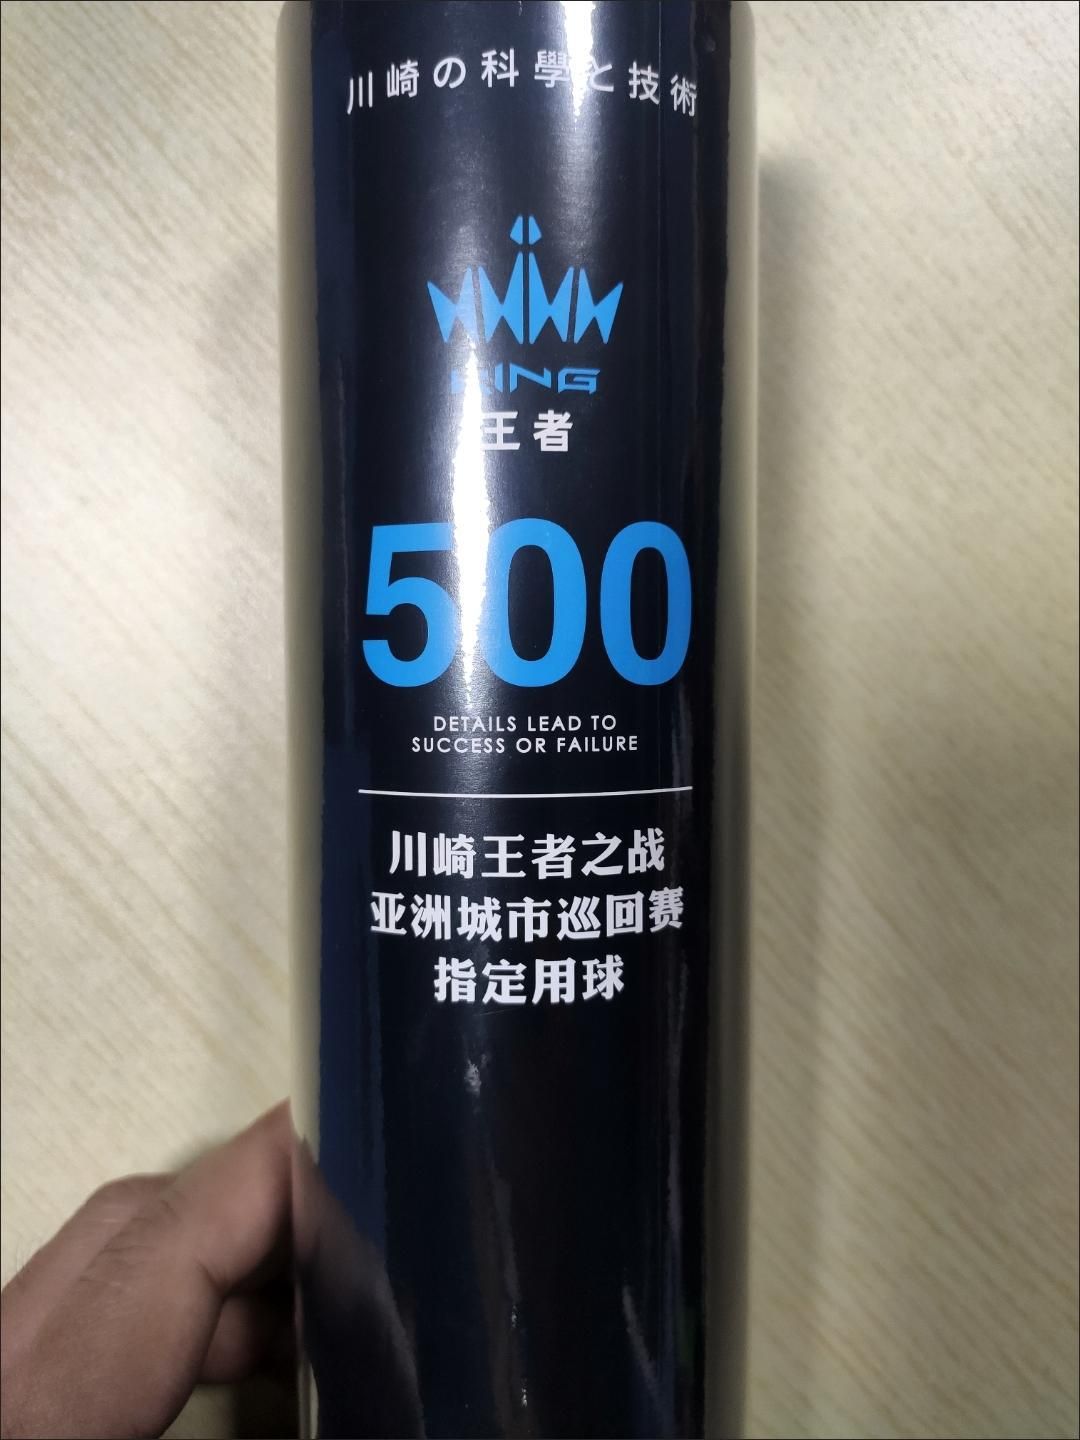 川崎の科學と技術
KING
王者
500
DETAILS LEAD TO
SUCCESS OR FAILURE
川崎王者之战
亚洲城市巡回赛
指定用球